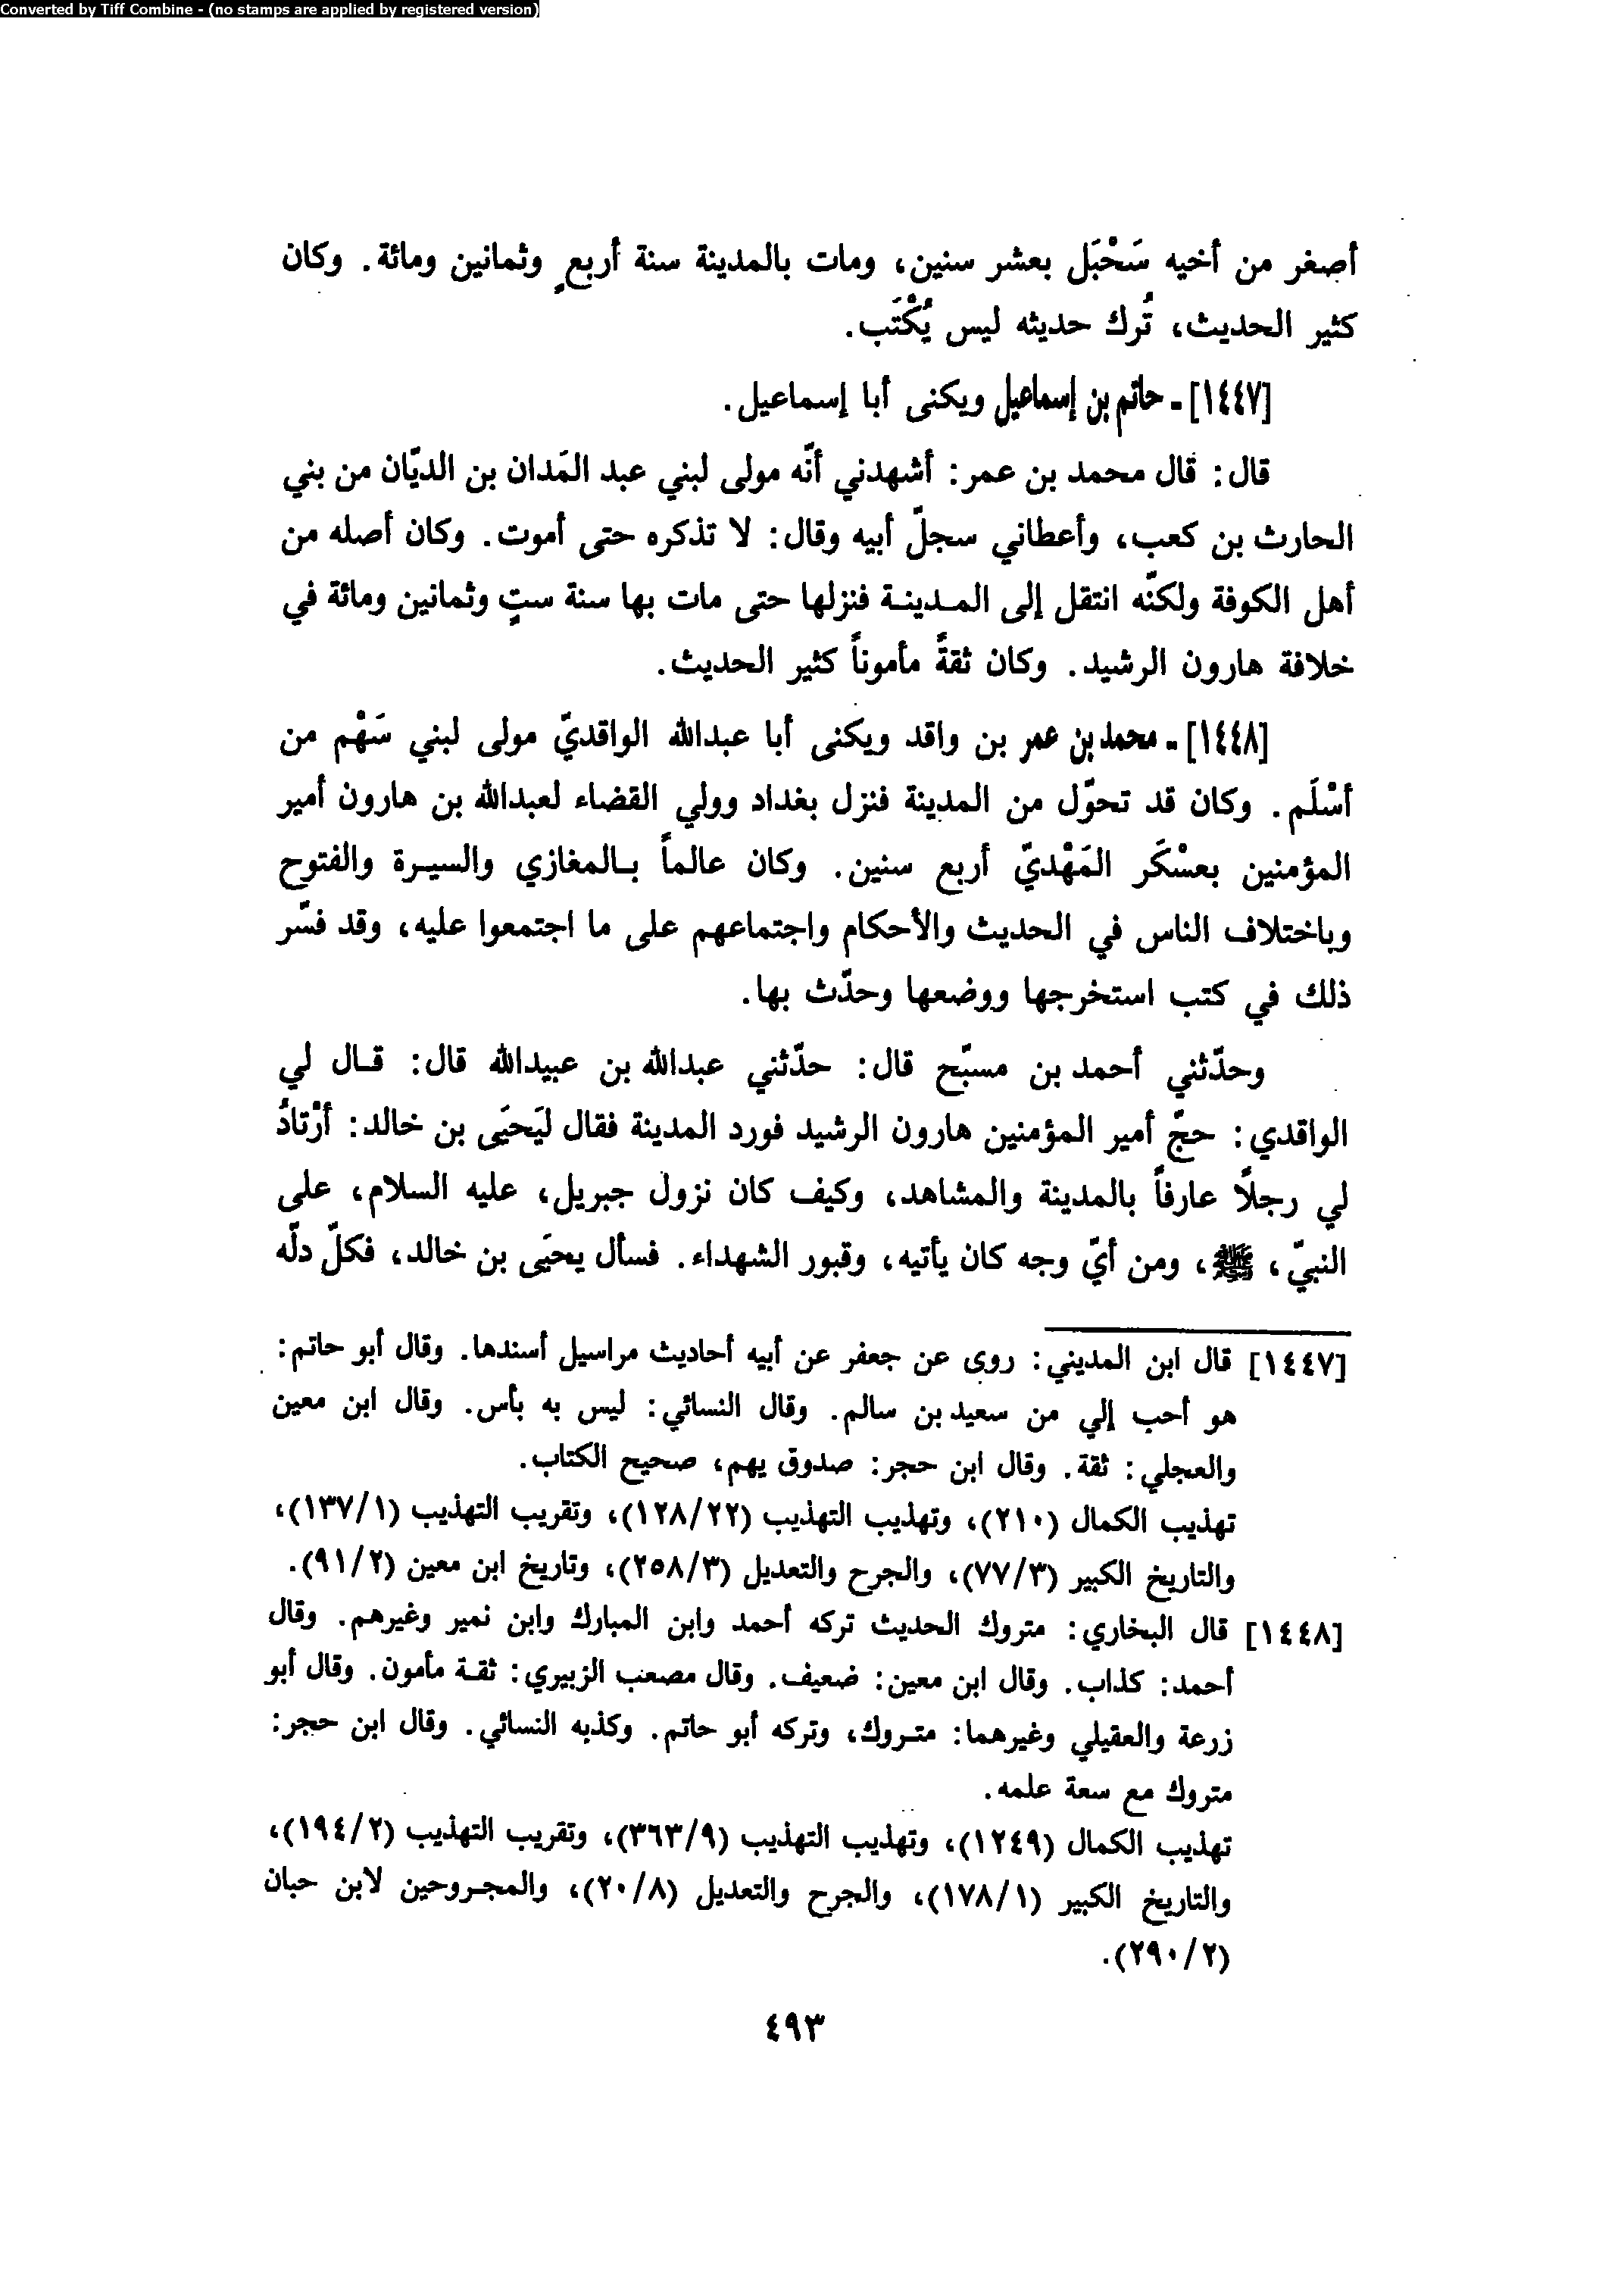 Converted by Tiff Combine - (no stamps are applied by registered version)
أصغر من أخيه سَحْبَل بعشر سنين، ومات بالمدينة سنة أربعٍ وثمانين ومائة. وكان
كثير الحديث، تُرك حديثه ليس يُكْتَب.
[١٤٤٧] - حاتم بن إسماعيل ويكنى أبا إسماعيل.
قال: قال محمد بن عمر: أشهدني أنّه مولى لبني عبد المَدان بن الديّان من بني
الحارث بن كعب، وأعطاني سجلّ أبيه وقال: لا تذكره حتى أموت. وكان أصله من
أهل الكوفة ولكنّه انتقل إلى المدينة فنزلها حتى مات بها سنة ستٍ وثمانين ومائة في
خلافة هارون الرشيد. وكان ثقةً مأموناً كثير الحديث.
[١٤٤٨] - محمد بن عمر بن واقد ويكنى أبا عبدالله الواقديّ مولى لبني سَهْم من
أسْلَم. وكان قد تحوّل من المدينة فنزل بغداد وولي القضاء لعبدالله بن هارون أمير
المؤمنين بعسْكَر المَهْديّ أربع سنين. وكان عالماً بالمغازي والسيرة والفتوح
وباختلاف الناس في الحديث والأحكام واجتماعهم على ما اجتمعوا عليه، وقد فسّر
ذلك في كتب استخرجها ووضعها وحدّث بها.
وحدّثني أحمد بن مسبّح قال: حدّثني عبدالله بن عبيدالله قال: قال لي
الواقدي: حجّ أمير المؤمنين هارون الرشيد فورد المدينة فقال ليَحيَى بن خالد: أرْتادُ
لي رجلاً عارفاً بالمدينة والمشاهد، وكيف كان نزول جبريل، عليه السلام، على
النبيّ، ﷺ، ومن أيّ وجه كان يأتيه، وقبور الشهداء. فسأل يحيَى بن خالد، فكلّ دلّه
[١٤٤٧] قال ابن المديني: روى عن جعفر عن أبيه أحاديث مراسيل أسندها. وقال أبو حاتم:
هو أحب إلي من سعيد بن سالم. وقال النسائي: ليس به بأس. وقال ابن معين
والعجلي: ثقة. وقال ابن حجر: صدوق يهم، صحيح الكتاب.
تهذيب الكمال (٢١٠)، وتهذيب التهذيب (١٢٨/٢٢)، وتقريب التهذيب (١٣٧/١)،
والتاريخ الكبير (٧٧/٣)، والجرح والتعديل (٢٥٨/٣)، وتاريخ ابن معين (٩١/٢).
[١٤٤٨] قال البخاري: متروك الحديث تركه أحمد وابن المبارك وابن نمير وغيرهم. وقال
أحمد: كذاب. وقال ابن معين: ضعيف. وقال مصعب الزبيري: ثقة مأمون. وقال أبو
زرعة والعقيلي وغيرهما: متروك، وتركه أبو حاتم. وكذبه النسائي. وقال ابن حجر:
متروك مع سعة علمه.
تهذيب الكمال (١٢٤٩)، وتهذيب التهذيب (٣٦٣/٩)، وتقريب التهذيب (١٩٤/٢)،
والتاريخ الكبير (١٧٨/١)، والجرح والتعديل (٢٠/٨)، والمجروحين لابن حبان
(٢٩٠/٢).
٤٩٣